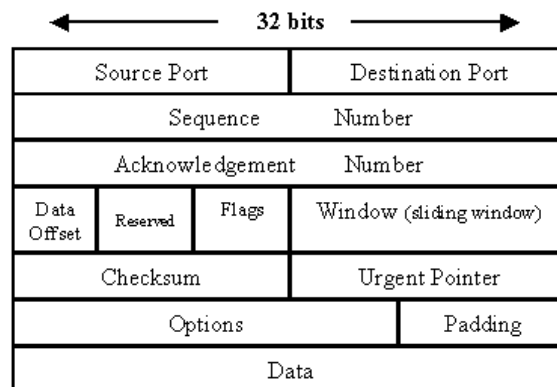 32 bits
Source Port Destination Port
Sequence Number
Acknowledgement Number
Data Offset Reserved Flags Window (sliding window)
Checksum Urgent Pointer
Options Padding
Data